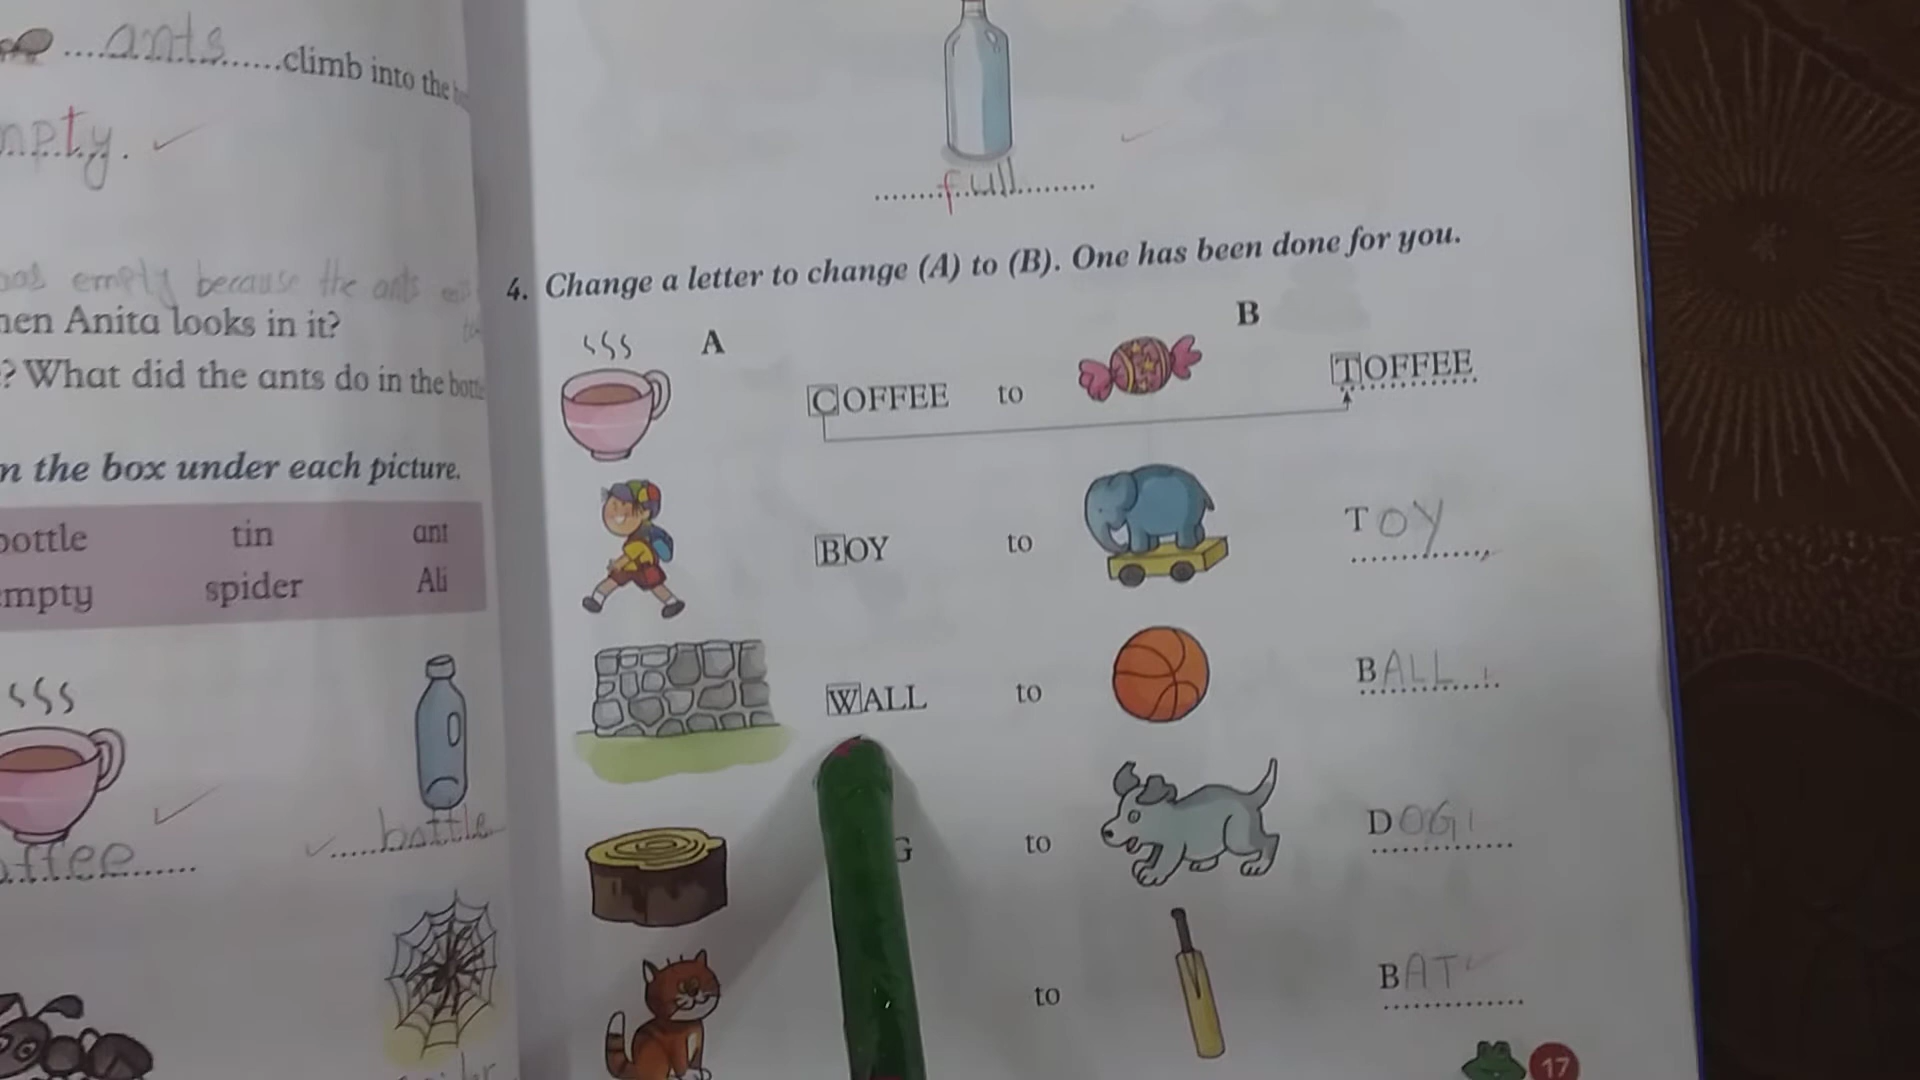 ants climb into the
mpty.
empty because the ants
hen Anita looks in it?
? What did the ants do in the bottle
n the box under each picture.
bottle tin ant
empty spider Ali
offee
bottle
full
4. Change a letter to change (A) to (B). One has been done for you.
A B
COFFEE to TOFFEE
BOY to TOY
WALL to BALL
G to DOG
to BAT
17